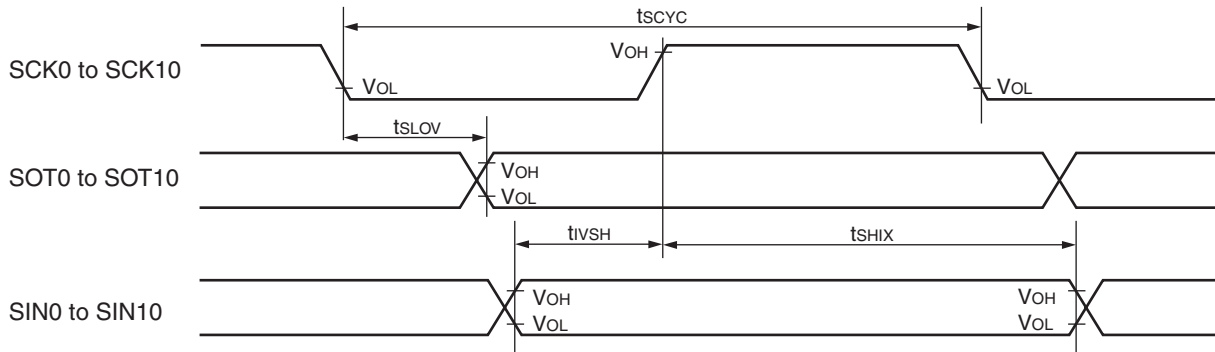 tSCYC
SCK0 to SCK10
VOH
VOL
VOL
tSLOV
SOT0 to SOT10
VOH
VOL
tIVSH
tSHIX
SIN0 to SIN10
VOH
VOH
VOL
VOL